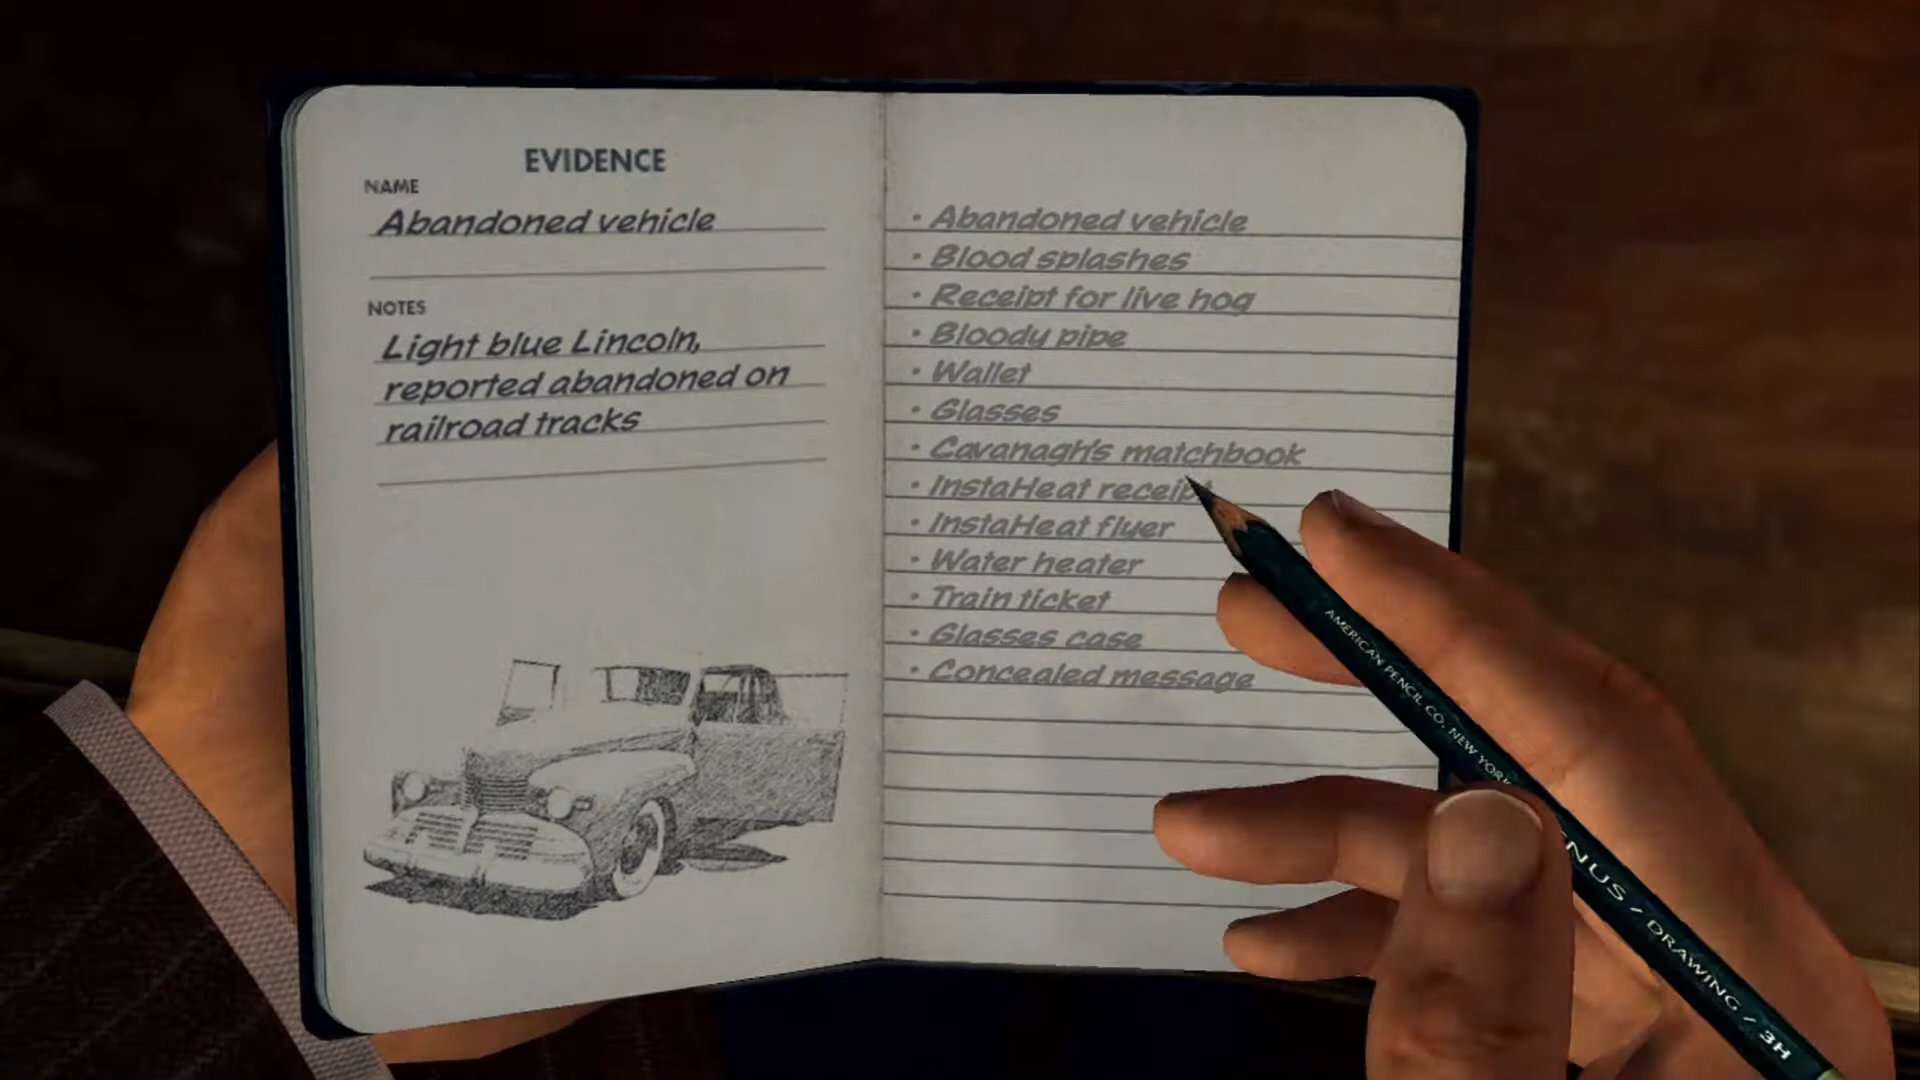 EVIDENCE
NAME
Abandoned vehicle
NOTES
Light blue Lincoln,
reported abandoned on
railroad tracks
• Abandoned vehicle
• Blood splashes
• Receipt for live hog
• Bloody pipe
• Wallet
• Glasses
• Cavanagh's matchbook
• InstaHeat receipt
• InstaHeat flyer
• Water heater
• Train ticket
• Glasses case
• Concealed message
AMERICAN PENCIL CO. NEW YORK
/ DRAWING / 3H